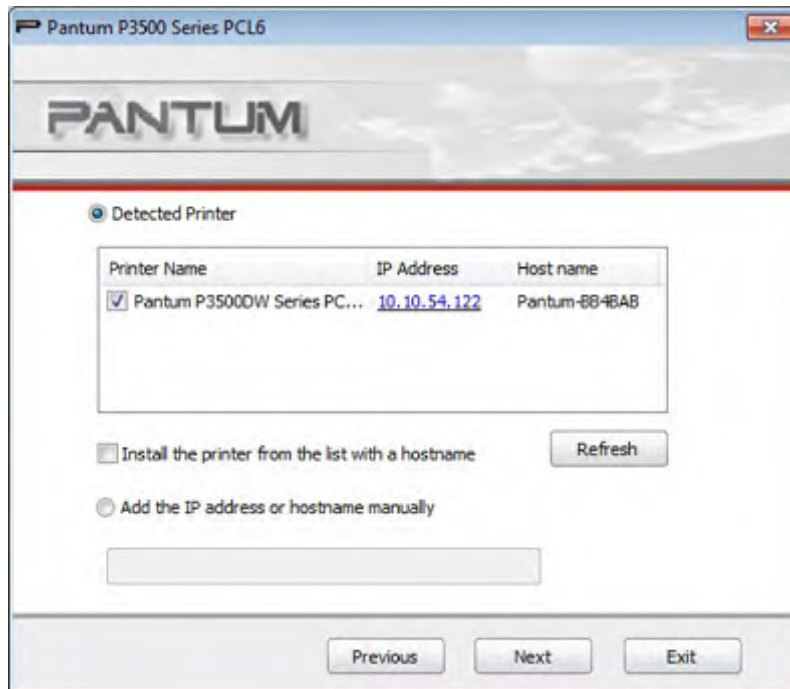 Pantum P3500 Series PCL6
PANTUM
Detected Printer
Printer Name IP Address Host name
Pantum P3500DW Series PC... 10.10.54.122 Pantum-BB4BAB
Install the printer from the list with a hostname
Refresh
Add the IP address or hostname manually
Previous Next Exit